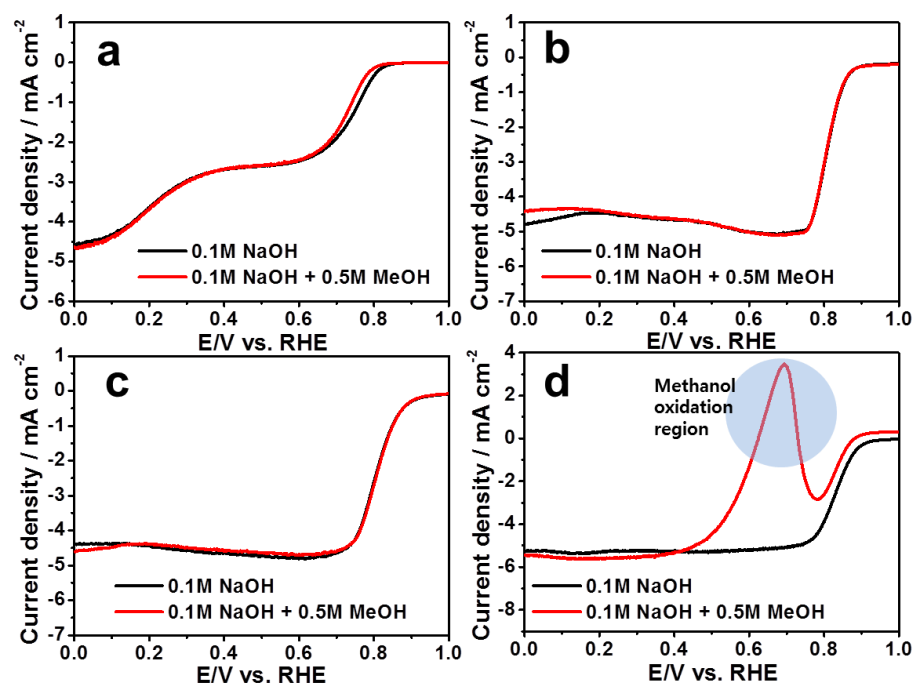 a
Current density / mA cm⁻²
1
0
-1
-2
-3
-4
-5
-6
0.1M NaOH
0.1M NaOH + 0.5M MeOH
0.0 0.2 0.4 0.6 0.8 1.0
E/V vs. RHE
b
Current density / mA cm⁻²
1
0
-1
-2
-3
-4
-5
-6
-7
0.1M NaOH
0.1M NaOH + 0.5M MeOH
0.0 0.2 0.4 0.6 0.8 1.0
E/V vs. RHE
c
Current density / mA cm⁻²
1
0
-1
-2
-3
-4
-5
-6
-7
0.1M NaOH
0.1M NaOH + 0.5M MeOH
0.0 0.2 0.4 0.6 0.8 1.0
E/V vs. RHE
d
Current density / mA cm⁻²
4
2
0
-2
-4
-6
-8
Methanol
oxidation
region
0.1M NaOH
0.1M NaOH + 0.5M MeOH
0.0 0.2 0.4 0.6 0.8 1.0
E/V vs. RHE